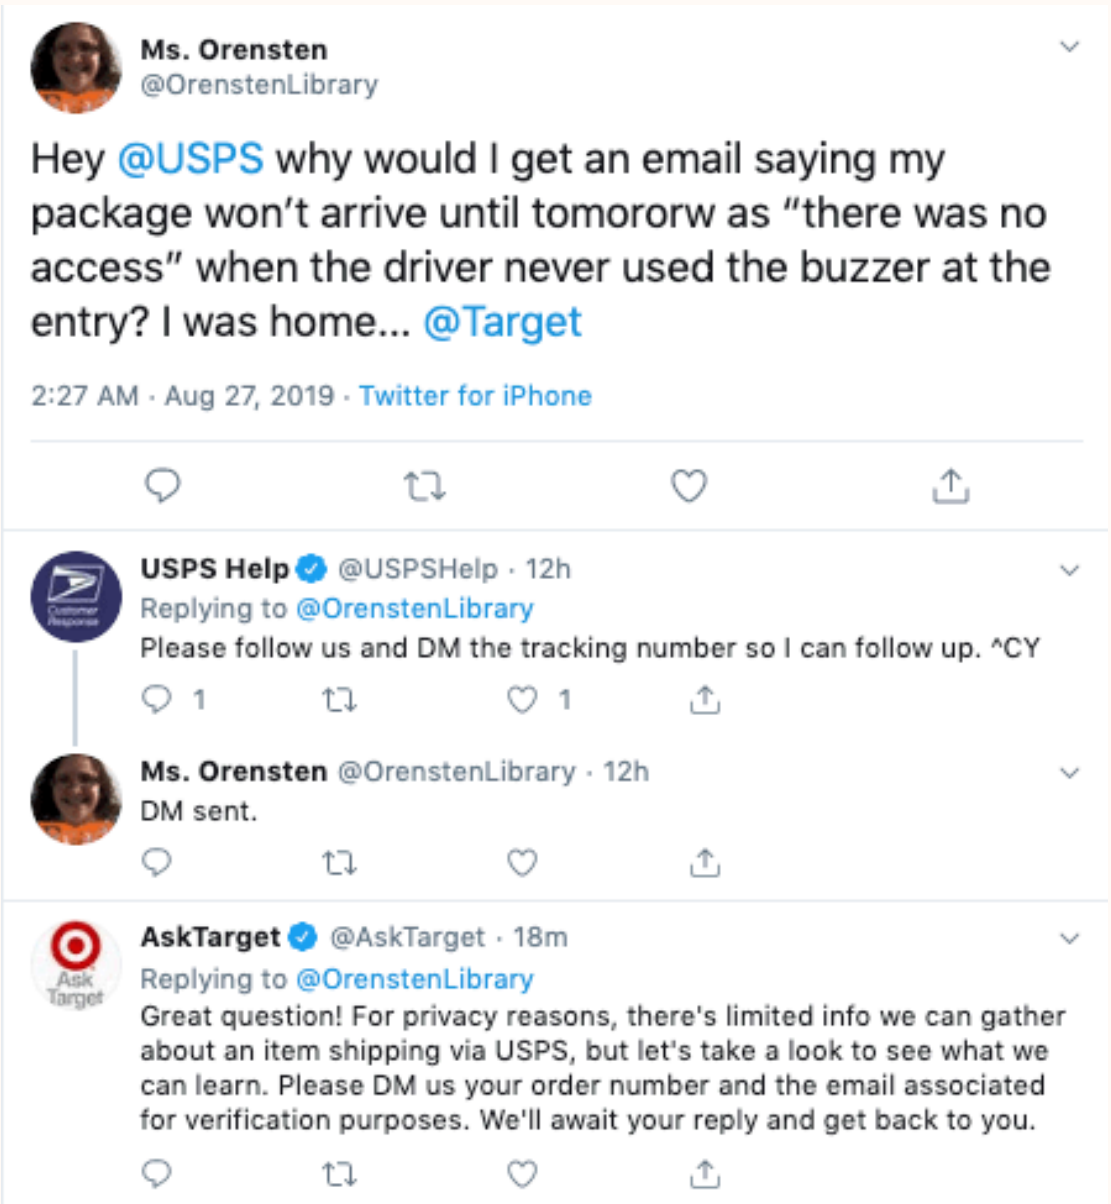 Ms. Orensten
@OrenstenLibrary
Hey @USPS why would I get an email saying my
package won’t arrive until tomororw as “there was no
access” when the driver never used the buzzer at the
entry? I was home... @Target
2:27 AM · Aug 27, 2019 · Twitter for iPhone
USPS Help @USPSHelp · 12h
Customer
Response
Replying to @OrenstenLibrary
Please follow us and DM the tracking number so I can follow up. ^CY
1 1
Ms. Orensten @OrenstenLibrary · 12h
DM sent.
AskTarget @AskTarget · 18m
Ask
Target
Replying to @OrenstenLibrary
Great question! For privacy reasons, there's limited info we can gather
about an item shipping via USPS, but let's take a look to see what we
can learn. Please DM us your order number and the email associated
for verification purposes. We'll await your reply and get back to you.